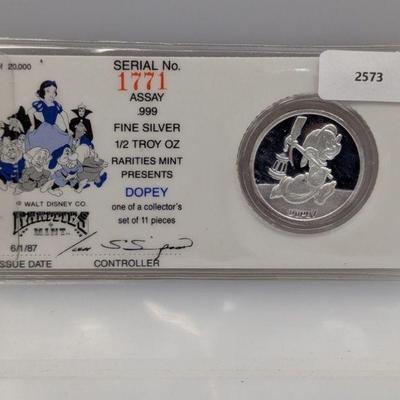 of 20,000
SERIAL No.
1771
ASSAY
.999
FINE SILVER
1/2 TROY OZ
RARITIES MINT
PRESENTS
DOPEY
one of a collector's
set of 11 pieces
© WALT DISNEY CO.
RARITIES
MINT
6/1/87
ISSUE DATE
CONTROLLER
2573
DOPEY